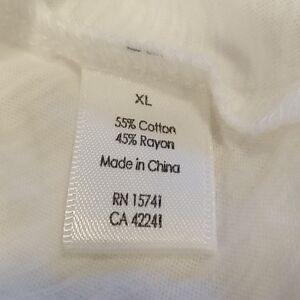 XL
55% Cotton
45% Rayon
Made in China
RN 15741
CA 42241